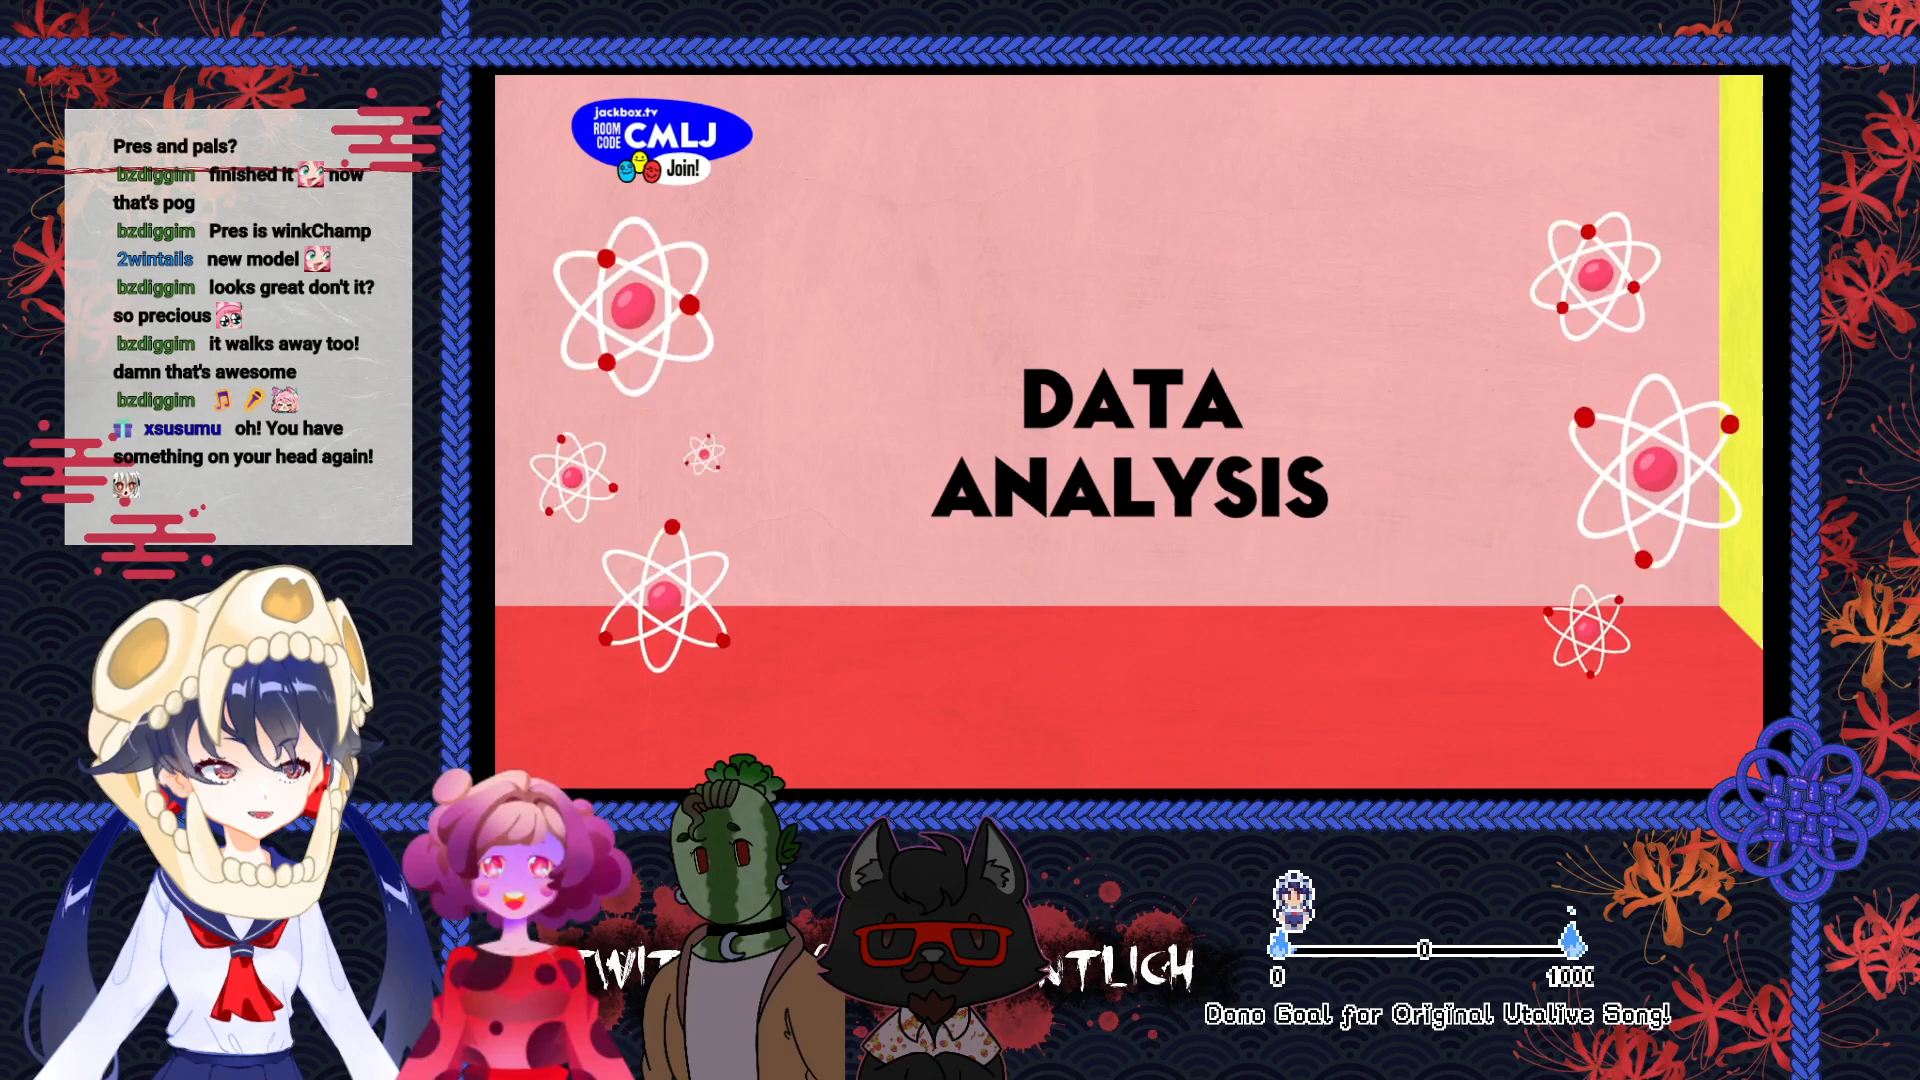 Pres and pals?
bzdiggim finished it now
that's pog
bzdiggim Pres is winkChamp
2wintails new model
bzdiggim looks great don't it?
so precious
bzdiggim it walks away too!
damn that's awesome
bzdiggim
xsusumu oh! You have
something on your head again!
jackbox.tv
ROOM
CODE
CMLJ
Join!
DATA
ANALYSIS
0
0
1000
Dono Goal for Original Utalive Song!